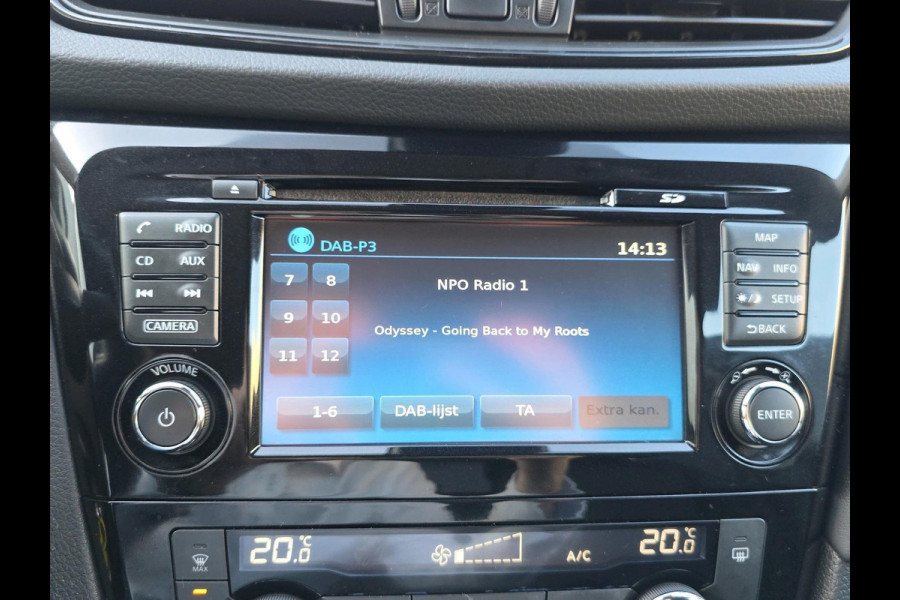 SD
RADIO
CD AUX
CAMERA
VOLUME
DAB-P3 14:13
7 8
9 10
11 12
NPO Radio 1
Odyssey - Going Back to My Roots
1-6 DAB-lijst TA Extra kan.
MAP
NAV INFO
SETUP
BACK
ENTER
MAX
20.0°C
A/C
20.0°C